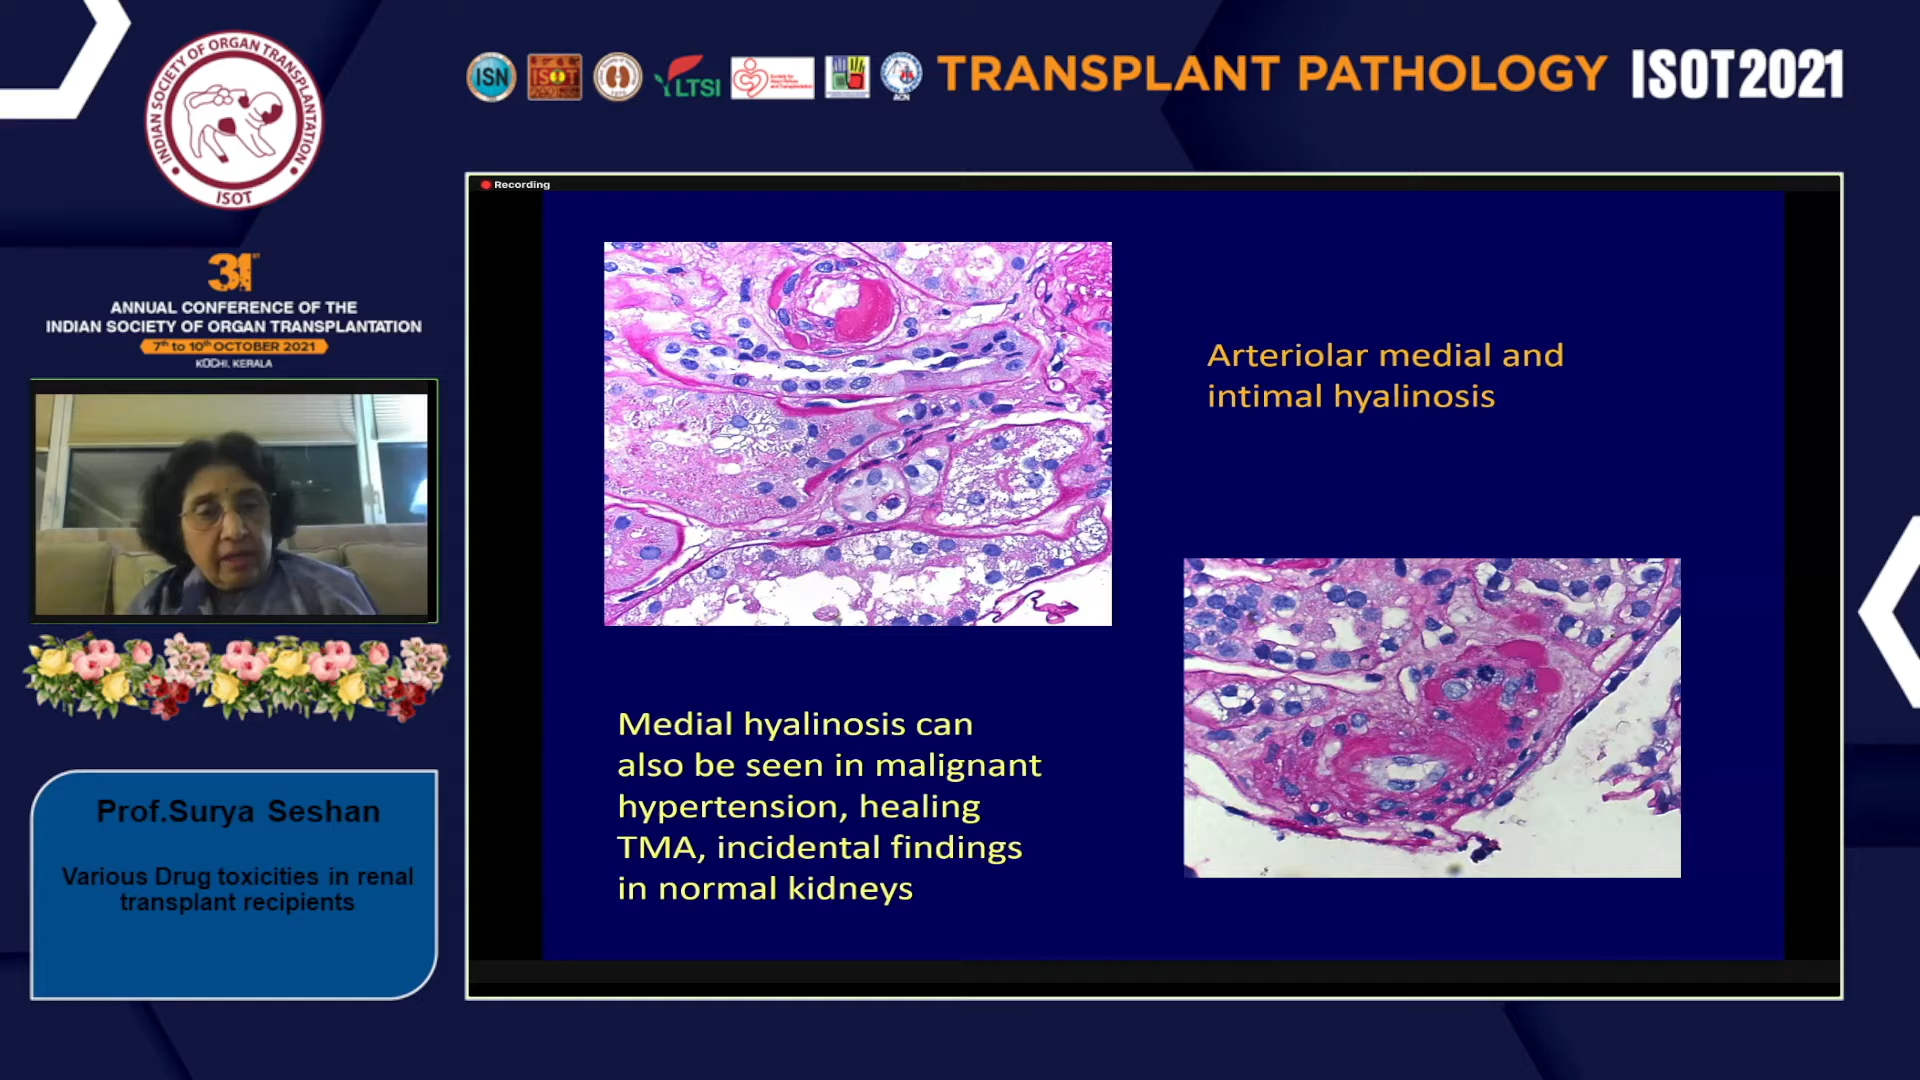 INDIAN SOCIETY OF ORGAN TRANSPLANTATION
ISOT
ISN
ISOT
LTSI
ACN
TRANSPLANT PATHOLOGY ISOT2021
31ST
ANNUAL CONFERENCE OF THE
INDIAN SOCIETY OF ORGAN TRANSPLANTATION
7th to 10th OCTOBER 2021
KOCHI, KERALA
Recording
Arteriolar medial and
intimal hyalinosis
Medial hyalinosis can
also be seen in malignant
hypertension, healing
TMA, incidental findings
in normal kidneys
Prof.Surya Seshan
Various Drug toxicities in renal
transplant recipients